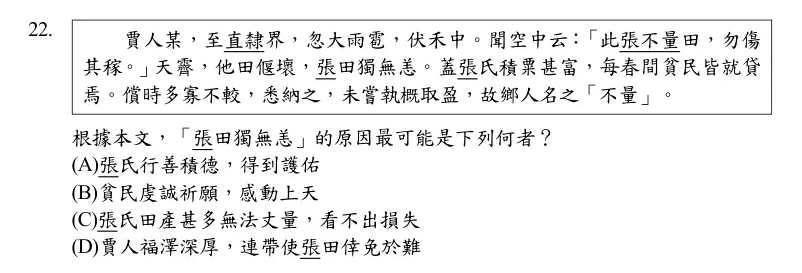 22.
賈人某，至直隸界，忽大雨雹，伏禾中。聞空中云：「此張不量田，勿傷
其稼。」天霽，他田偃壞，張田獨無恙。蓋張氏積粟甚富，每春間貧民皆就貸
焉。償時多寡不較，悉納之，未嘗執概取盈，故鄉人名之「不量」。
根據本文，「張田獨無恙」的原因最可能是下列何者？
(A)張氏行善積德，得到護佑
(B)貧民虔誠祈願，感動上天
(C)張氏田產甚多無法丈量，看不出損失
(D)賈人福澤深厚，連帶使張田倖免於難